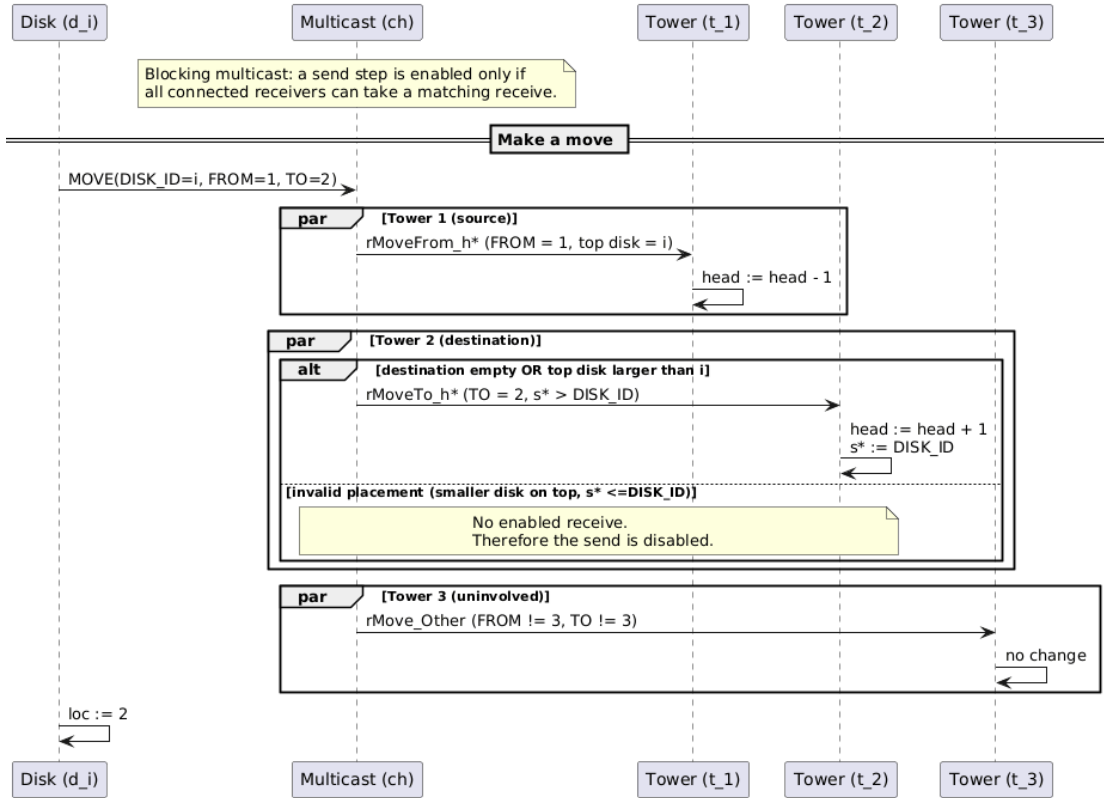 Disk (d_i)
Multicast (ch)
Tower (t_1)
Tower (t_2)
Tower (t_3)
Blocking multicast: a send step is enabled only if
all connected receivers can take a matching receive.
Make a move
MOVE(DISK_ID=i, FROM=1, TO=2)
par
[Tower 1 (source)]
rMoveFrom_h* (FROM = 1, top disk = i)
head := head - 1
par
[Tower 2 (destination)]
alt
[destination empty OR top disk larger than i]
rMoveTo_h* (TO = 2, s* > DISK_ID)
head := head + 1
s* := DISK_ID
[invalid placement (smaller disk on top, s* <=DISK_ID)]
No enabled receive.
Therefore the send is disabled.
par
[Tower 3 (uninvolved)]
rMove_Other (FROM != 3, TO != 3)
no change
loc := 2
Disk (d_i)
Multicast (ch)
Tower (t_1)
Tower (t_2)
Tower (t_3)